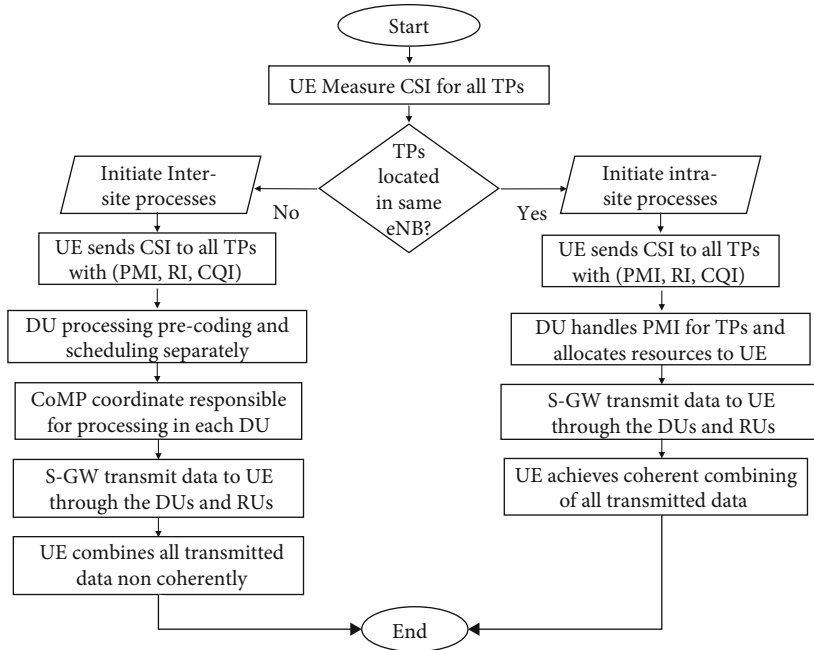 Start
UE Measure CSI for all TPs
TPs
located
in same
eNB?
No
Yes
Initiate Inter-
site processes
UE sends CSI to all TPs
with (PMI, RI, CQI)
DU processing pre-coding and
scheduling separately
CoMP coordinate responsible
for processing in each DU
S-GW transmit data to UE
through the DUs and RUs
UE combines all transmitted
data non coherently
Initiate intra-
site processes
UE sends CSI to all TPs
with (PMI, RI, CQI)
DU handles PMI for TPs and
allocates resources to UE
S-GW transmit data to UE
through the DUs and RUs
UE achieves coherent combining
of all transmitted data
End